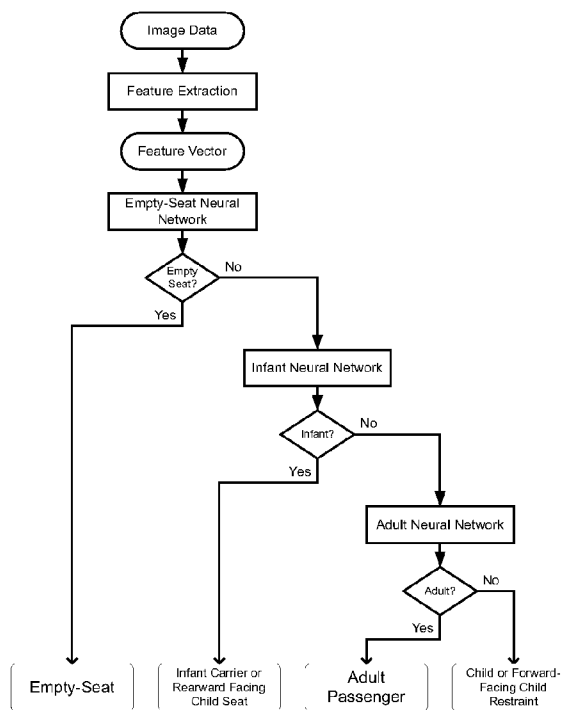 Image Data
Feature Extraction
Feature Vector
Empty-Seat Neural
Network
Empty
Seat?
No
Yes
Infant Neural Network
Infant?
No
Yes
Adult Neural Network
Adult?
No
Yes
Empty-Seat
Infant Carrier or
Rearward Facing
Child Seat
Adult
Passenger
Child or Forward-
Facing Child
Restraint